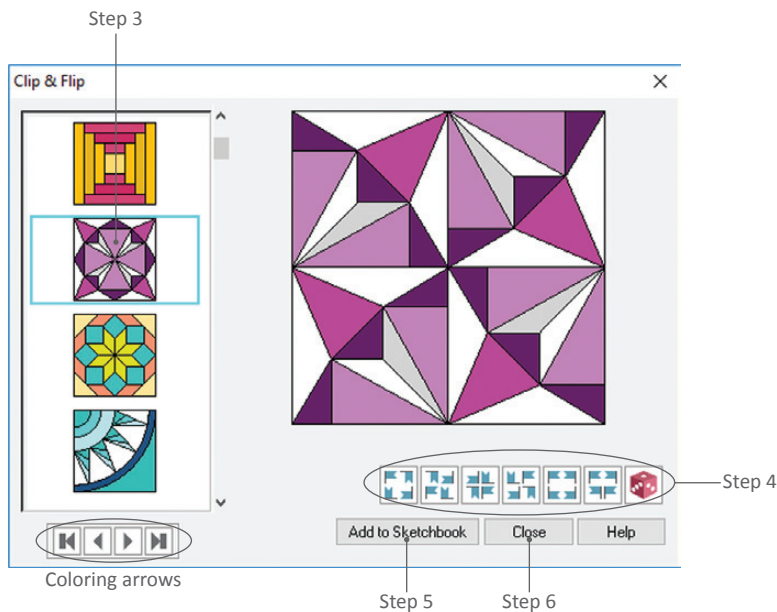 Step 3
Clip & Flip
Step 4
Add to Sketchbook
Close
Help
Coloring arrows
Step 5
Step 6